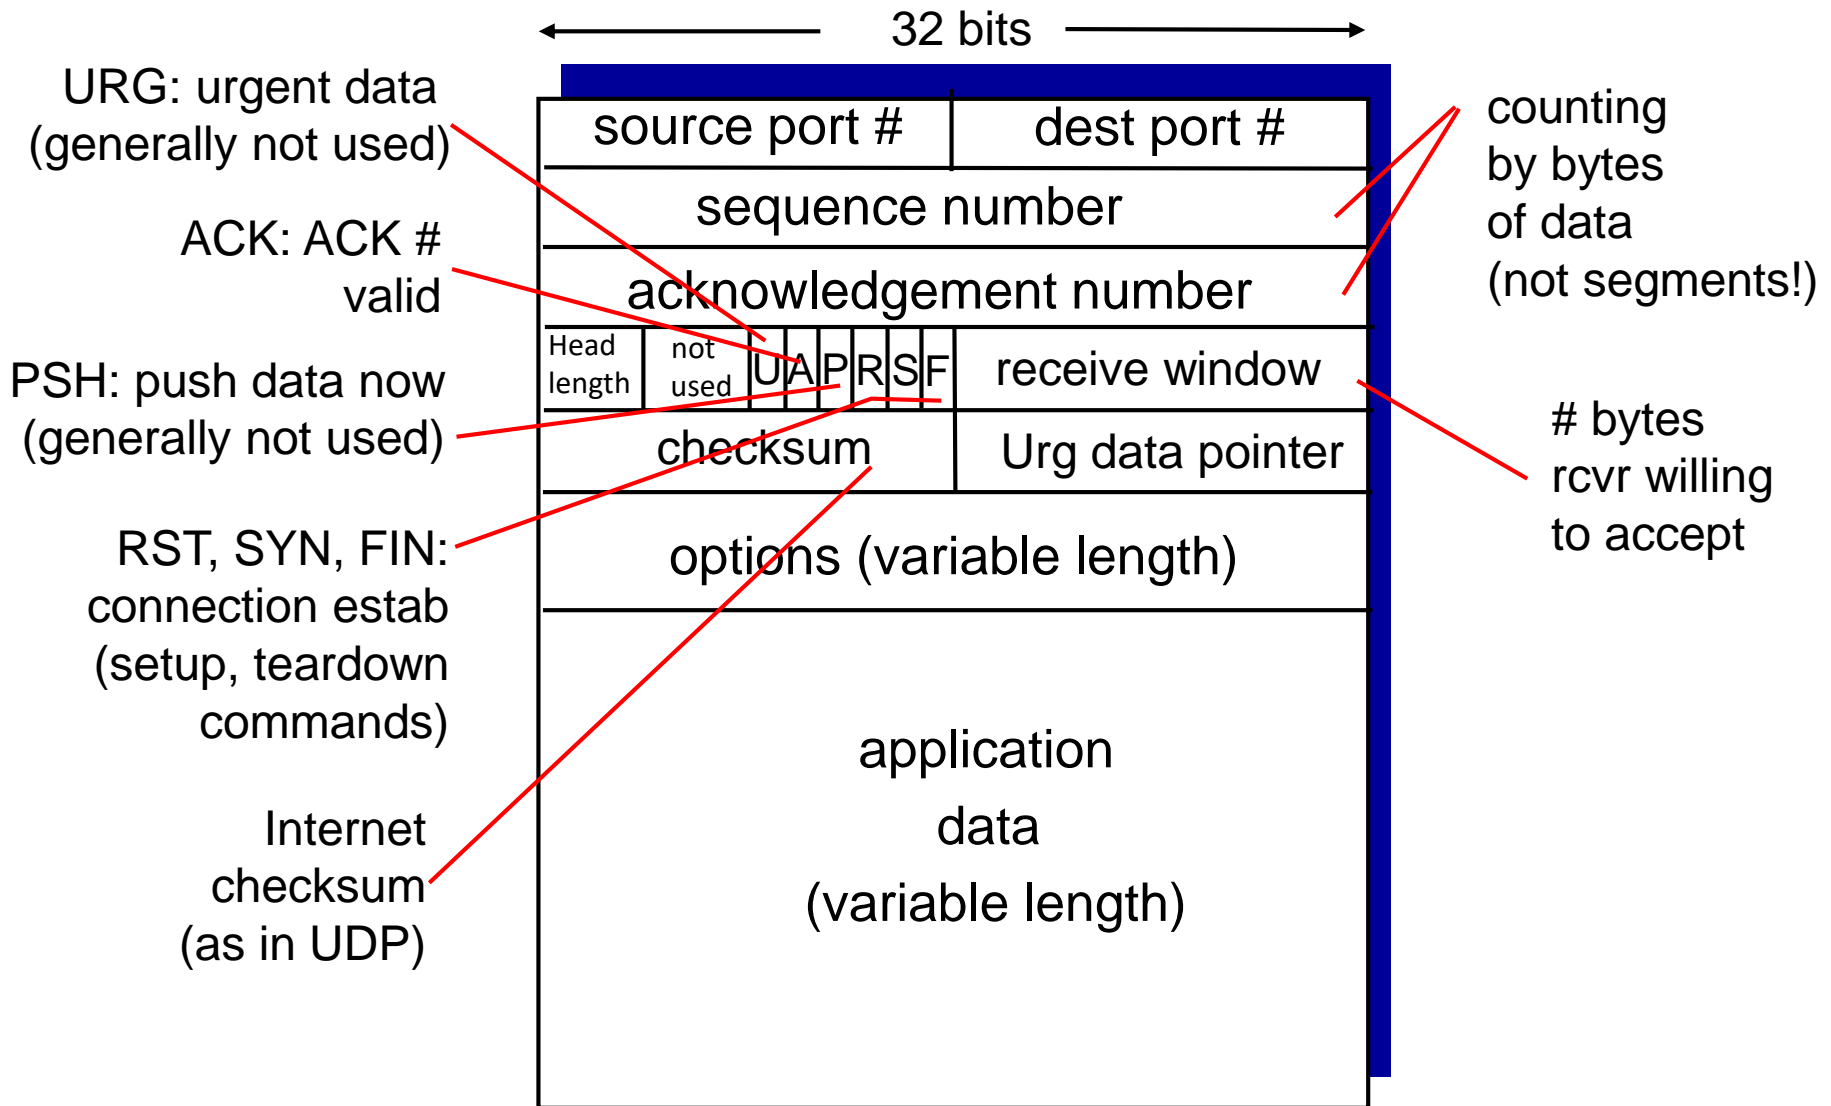 32 bits
URG: urgent data
(generally not used)
ACK: ACK #
valid
PSH: push data now
(generally not used)
RST, SYN, FIN:
connection estab
(setup, teardown
commands)
Internet
checksum
(as in UDP)
source port #
dest port #
sequence number
acknowledgement number
Head
length
not
used
U
A
P
R
S
F
receive window
checksum
Urg data pointer
options (variable length)
application
data
(variable length)
counting
by bytes
of data
(not segments!)
# bytes
rcvr willing
to accept